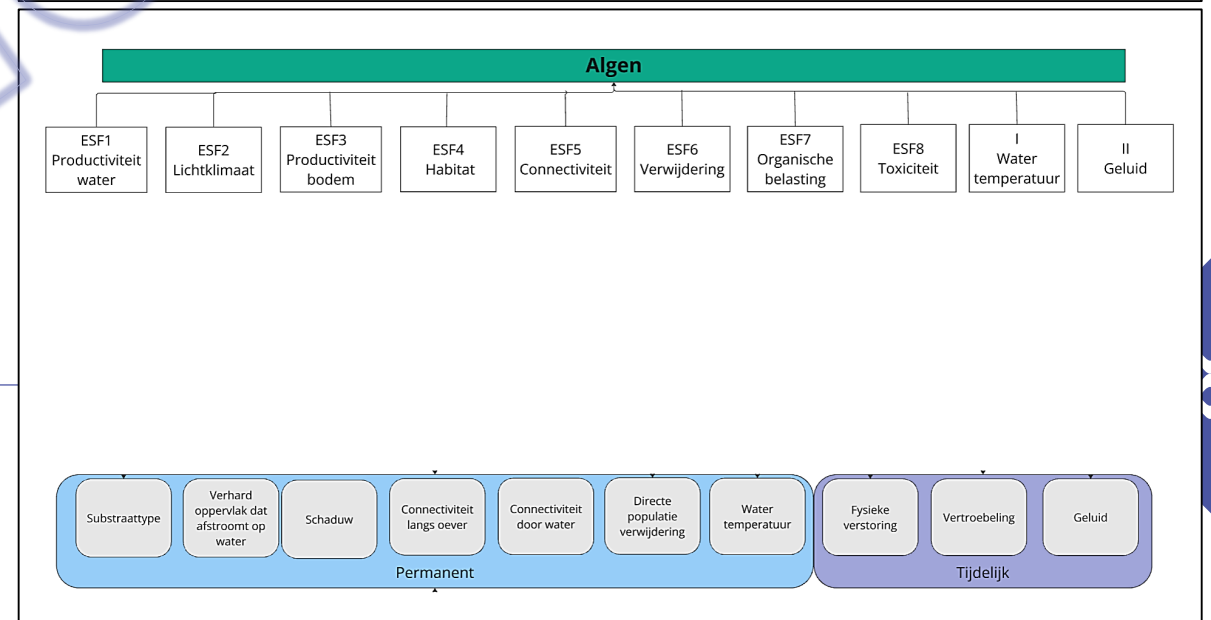 Algen
ESF1
Productiviteit
water
ESF2
Lichtklimaat
ESF3
Productiviteit
bodem
ESF4
Habitat
ESF5
Connectiviteit
ESF6
Verwijdering
ESF7
Organische
belasting
ESF8
Toxiciteit
I
Water
temperatuur
II
Geluid
Substraattype
Verhard
oppervlak dat
afstroomt op
water
Schaduw
Connectiviteit
langs oever
Connectiviteit
door water
Directe
populatie
verwijdering
Water
temperatuur
Fysieke
verstoring
Vertroebeling
Geluid
Permanent
Tijdelijk